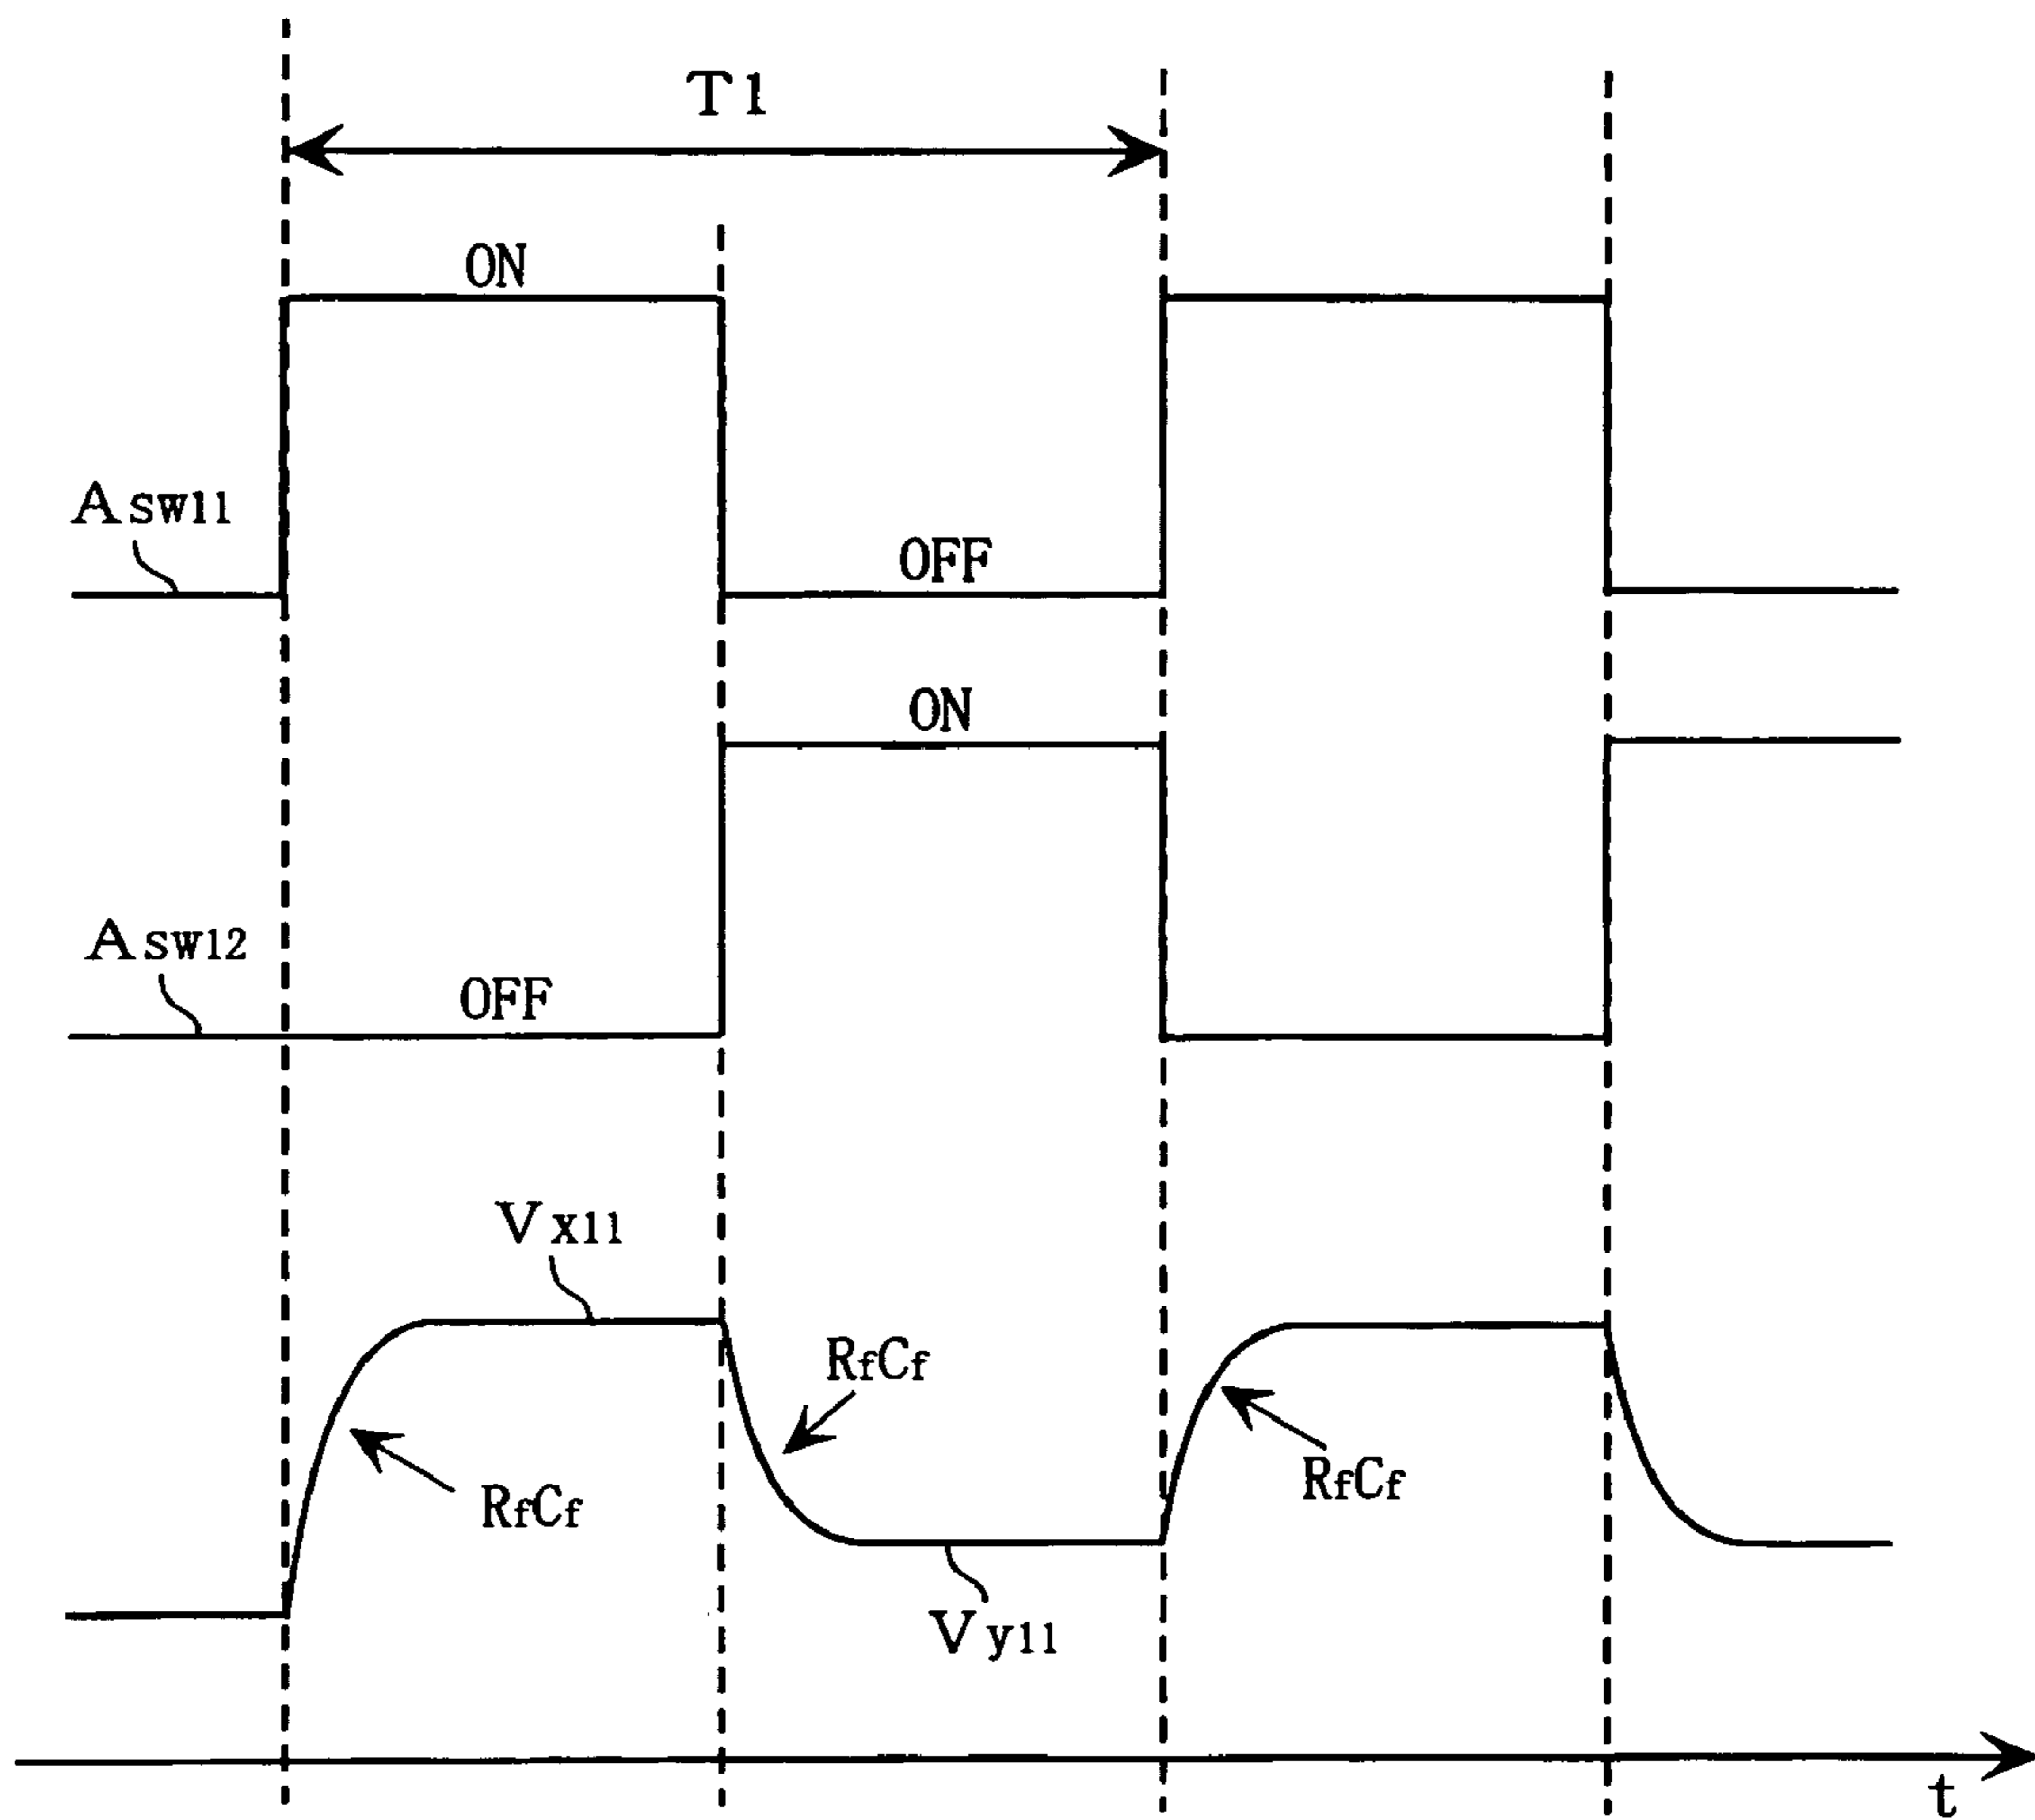 T1
ON
Asw11
OFF
ON
Asw12
OFF
Vx11
RfCf
RfCf
RfCf
Vy11
t